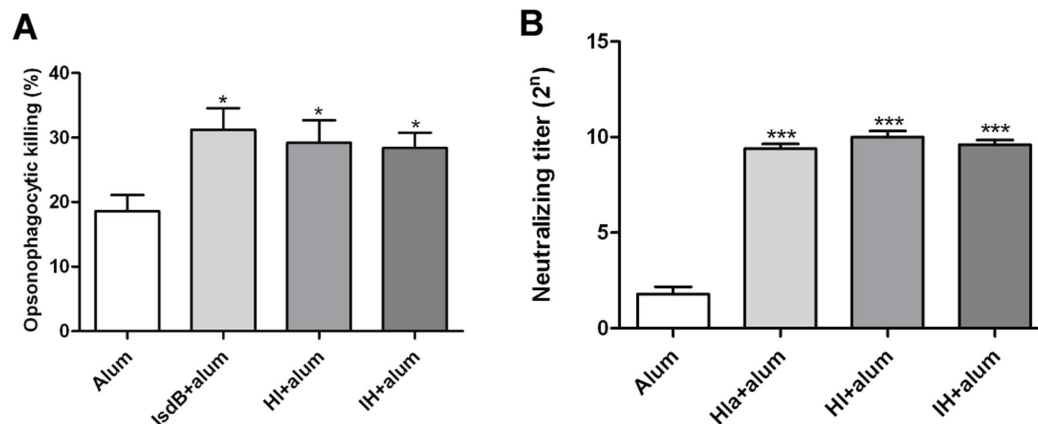 A
Opsonophagocytic killing (%)
40
30
20
10
0
*
*
*
Alum
IsdB+alum
HI+alum
IH+alum
B
Neutralizing titer (2ⁿ)
15
10
5
0
***
***
***
Alum
Hla+alum
HI+alum
IH+alum